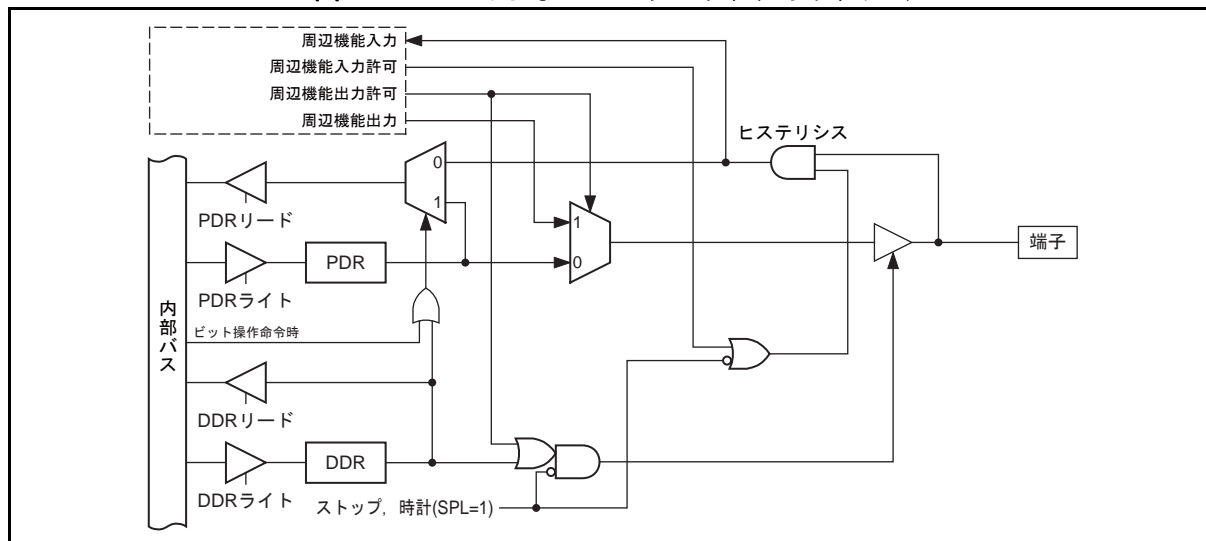 周辺機能入力
周辺機能入力許可
周辺機能出力許可
周辺機能出力
ヒステリシス
0
1
PDRリード
1
0
端子
PDR
PDRライト
内部バス
ビット操作命令時
DDRリード
DDR
DDRライト
ストップ，時計(SPL=1)